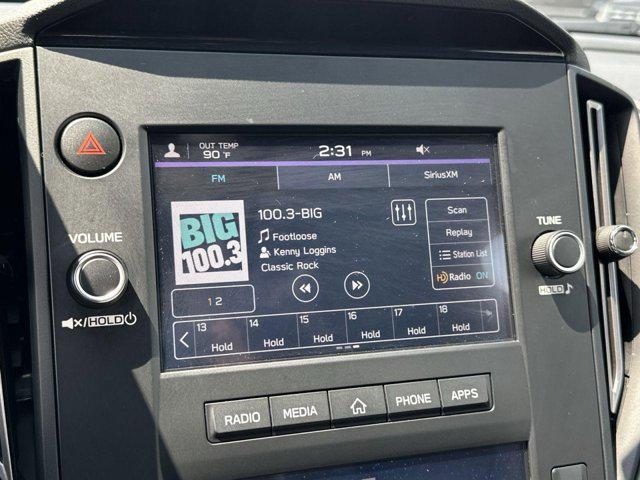 OUT TEMP
90 °F
2:31 PM
FM
AM
SiriusXM
BIG
100.3
100.3-BIG
Footloose
Kenny Loggins
Classic Rock
Scan
Replay
Station List
HD Radio ON
1 2
13 Hold
14 Hold
15 Hold
16 Hold
17 Hold
18 Hold
VOLUME
/HOLD
TUNE
HOLD
RADIO
MEDIA
PHONE
APPS